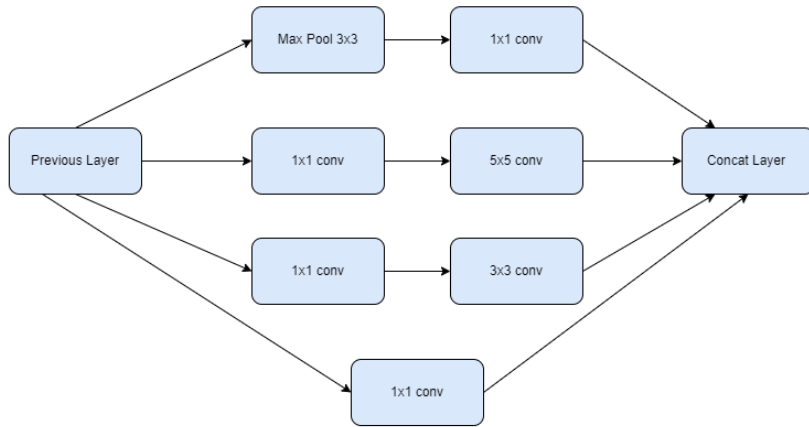 Max Pool 3x3
1x1 conv
Previous Layer
1x1 conv
5x5 conv
Concat Layer
1x1 conv
3x3 conv
1x1 conv